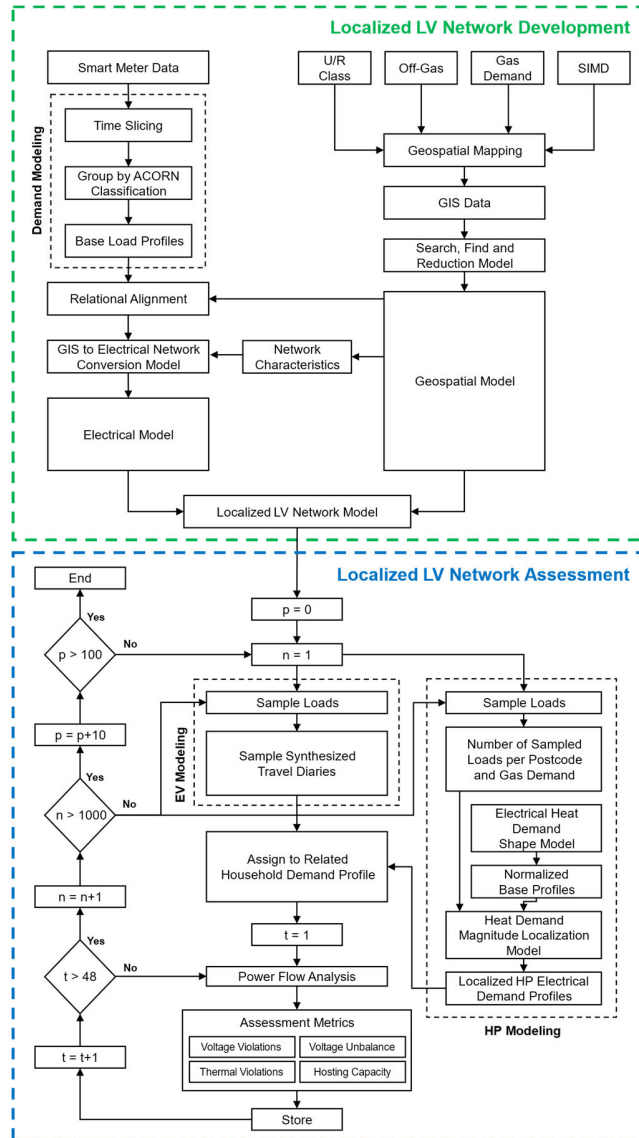 Localized LV Network Development
Smart Meter Data
U/R
Class
Off-Gas
Gas
Demand
SIMD
Demand Modeling
Time Slicing
Group by ACORN
Classification
Base Load Profiles
Geospatial Mapping
GIS Data
Search, Find and
Reduction Model
Relational Alignment
GIS to Electrical Network
Conversion Model
Network
Characteristics
Geospatial Model
Electrical Model
Localized LV Network Model
Localized LV Network Assessment
End
Yes
p > 100
No
p = 0
n = 1
p = p+10
Yes
n > 1000
No
n = n+1
Yes
t > 48
No
t = t+1
EV Modeling
Sample Loads
Sample Synthesized
Travel Diaries
Assign to Related
Household Demand Profile
t = 1
Power Flow Analysis
Assessment Metrics
Voltage Violations
Voltage Unbalance
Thermal Violations
Hosting Capacity
Store
Sample Loads
Number of Sampled
Loads per Postcode
and Gas Demand
Electrical Heat
Demand
Shape Model
Normalized
Base Profiles
Heat Demand
Magnitude Localization
Model
Localized HP Electrical
Demand Profiles
HP Modeling